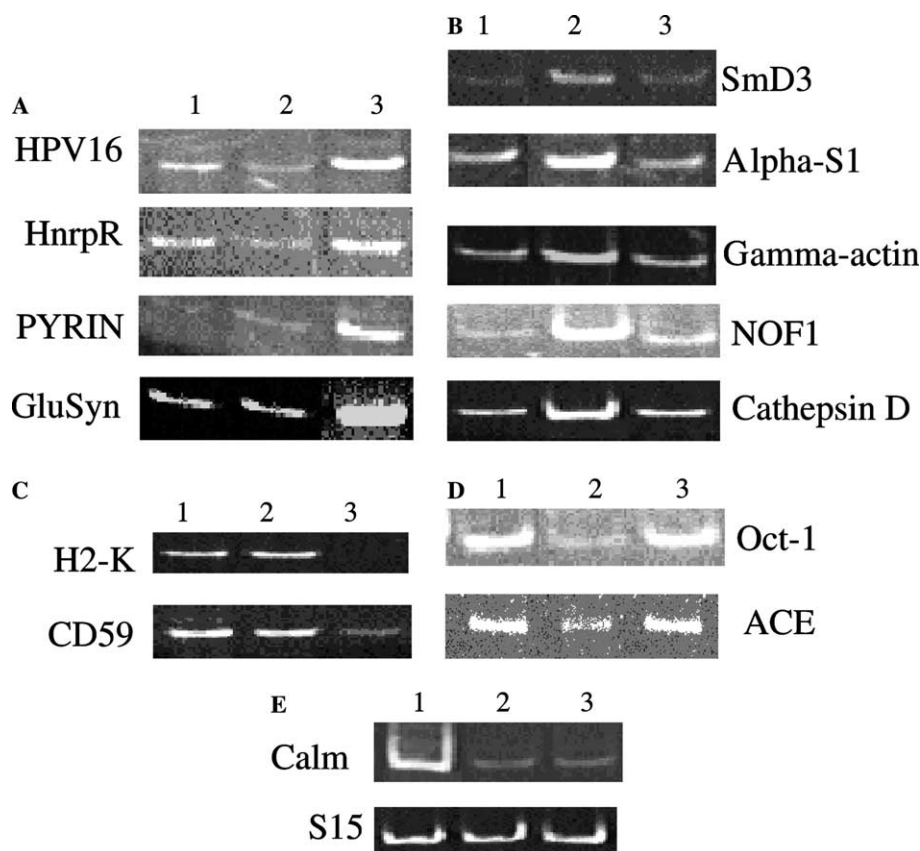 A
1 2 3
HPV16
HnrpR
PYRIN
GluSyn
B
1 2 3
SmD3
Alpha-S1
Gamma-actin
NOF1
Cathepsin D
C
1 2 3
H2-K
CD59
D
1 2 3
Oct-1
ACE
E
1 2 3
Calm
S15